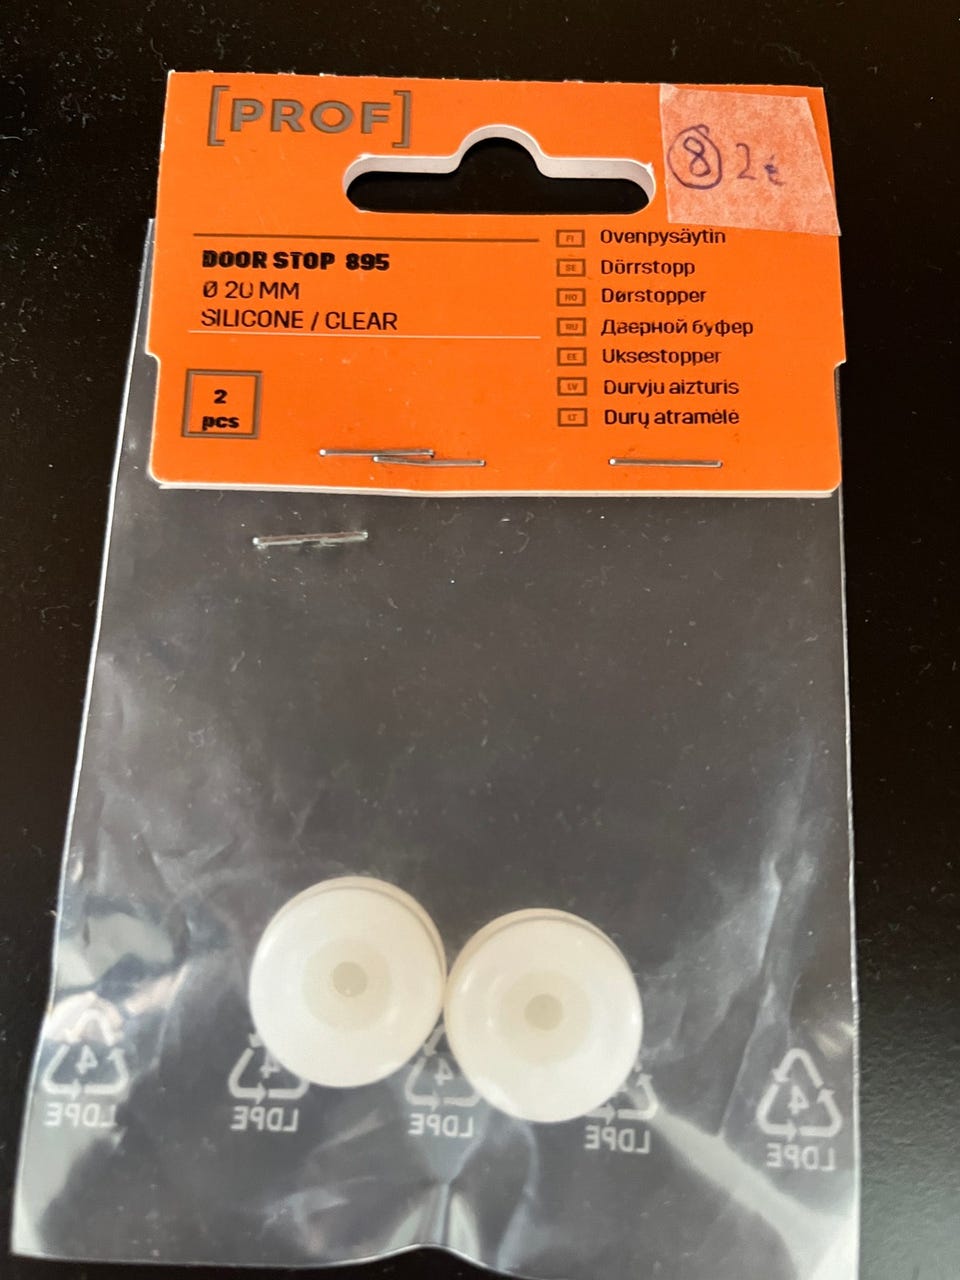 [PROF]
8 2€
DOOR STOP 895
Ø 20 MM
SILICONE / CLEAR
2
pcs
FI Ovenpysäytin
SE Dörrstopp
NO Dørstopper
RU Дверной буфер
EE Uksestopper
LV Durvju aizturis
LT Durų atramėlė
4 4 4 4
LDPE LDPE LDPE LDPE LDPE